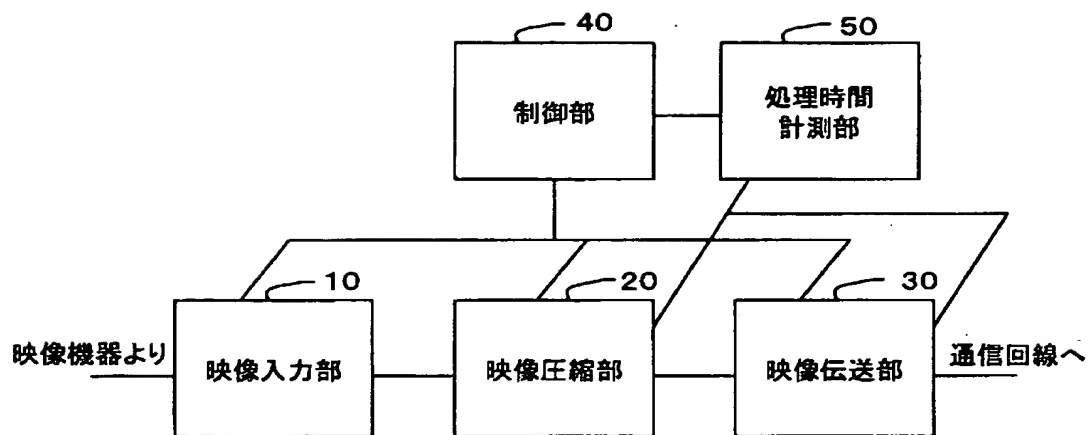 40
50
制御部
処理時間
計測部
10
20
30
映像機器より
映像入力部
映像圧縮部
映像伝送部
通信回線へ